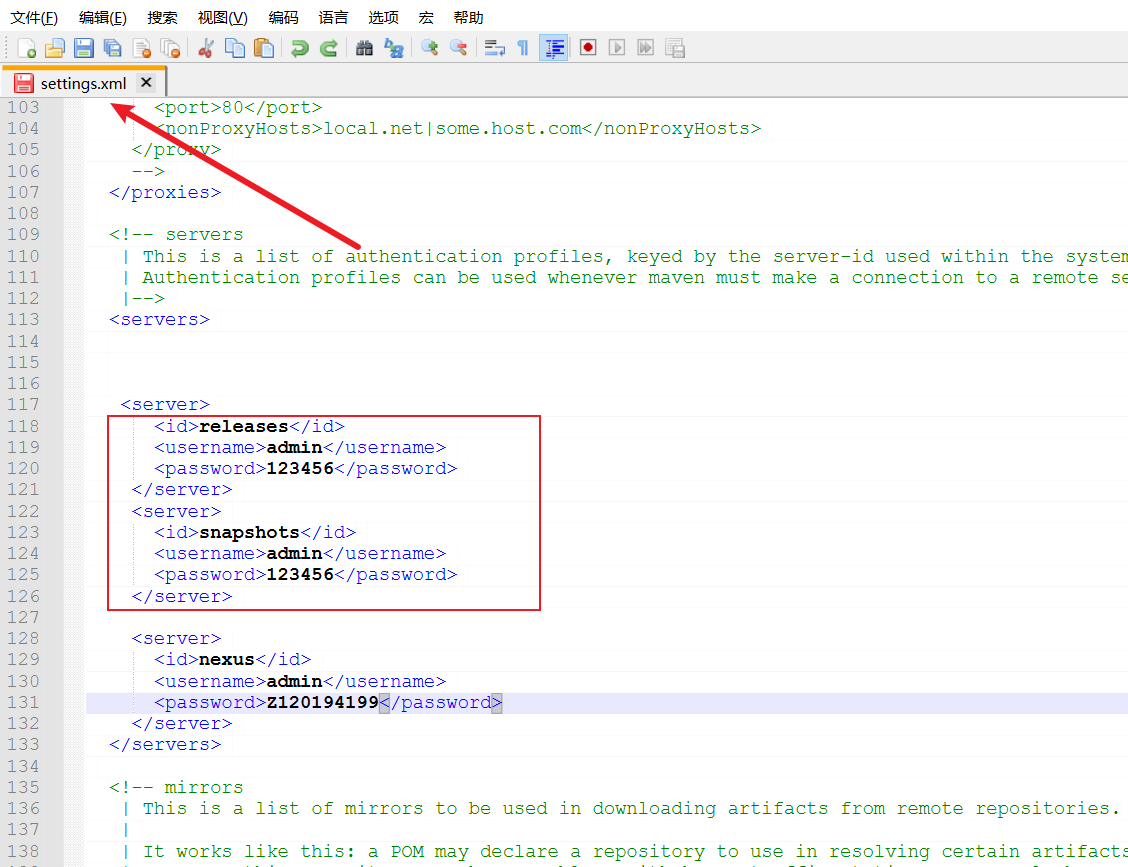 文件(F) 编辑(E) 搜索 视图(V) 编码 语言 选项 宏 帮助
settings.xml
103 <port>80</port>
104 <nonProxyHosts>local.net|some.host.com</nonProxyHosts>
105 </proxy>
106 -->
107 </proxies>
108
109 <!-- servers
110 | This is a list of authentication profiles, keyed by the server-id used within the system
111 | Authentication profiles can be used whenever maven must make a connection to a remote se
112 |-->
113 <servers>
114
115
116
117 <server>
118 <id>releases</id>
119 <username>admin</username>
120 <password>123456</password>
121 </server>
122 <server>
123 <id>snapshots</id>
124 <username>admin</username>
125 <password>123456</password>
126 </server>
127
128 <server>
129 <id>nexus</id>
130 <username>admin</username>
131 <password>Z120194199</password>
132 </server>
133 </servers>
134
135 <!-- mirrors
136 | This is a list of mirrors to be used in downloading artifacts from remote repositories.
137 |
138 | It works like this: a POM may declare a repository to use in resolving certain artifacts